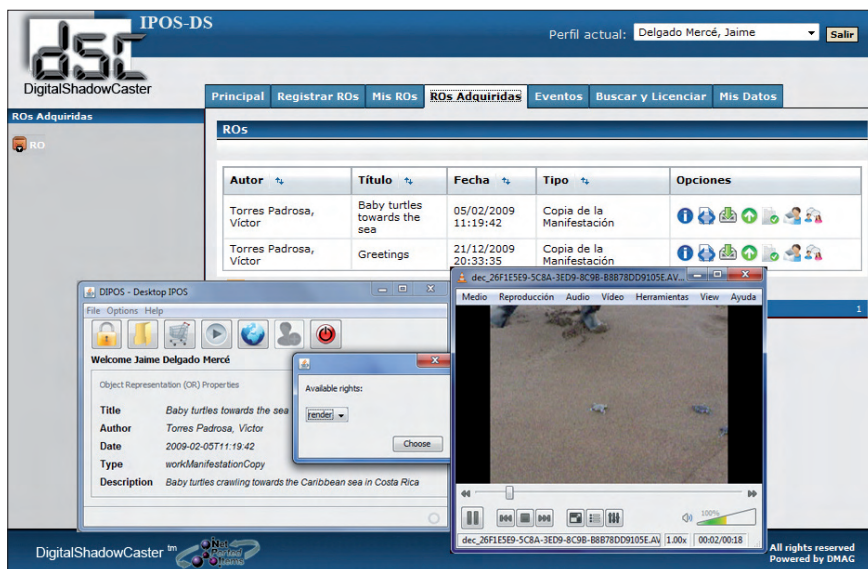 IPOS-DS
dsc
DigitalShadowCaster
Perfil actual: Delgado Mercé, Jaime Salir
Principal Registrar ROs Mis ROs ROs Adquiridas Eventos Buscar y Licenciar Mis Datos
ROs Adquiridas
RO
ROs
Autor Título Fecha Tipo Opciones
Torres Padrosa, Víctor Baby turtles towards the sea 05/02/2009 11:19:42 Copia de la Manifestación
Torres Padrosa, Víctor Greetings 21/12/2009 20:33:35 Copia de la Manifestación
1
DIPOS - Desktop IPOS
File Options Help
Welcome Jaime Delgado Mercé
Object Representation (OR) Properties
Title Baby turtles towards the sea
Author Torres Padrosa, Víctor
Date 2009-02-05T11:19:42
Type workManifestationCopy
Description Baby turtles crawling towards the Caribbean sea in Costa Rica
Available rights:
render
Choose
dec_26F1E5E9-5C8A-3ED9-8C9B-B8B78DD9105E.AV...
Medio Reproducción Audio Video Herramientas View Ayuda
100%
dec_26F1E5E9-5C8A-3ED9-8C9B-B8B78DD9105E.AV 1.00x 00:02/00:18
DigitalShadowCaster tm
Net
All rights reserved
Powered by DMAG